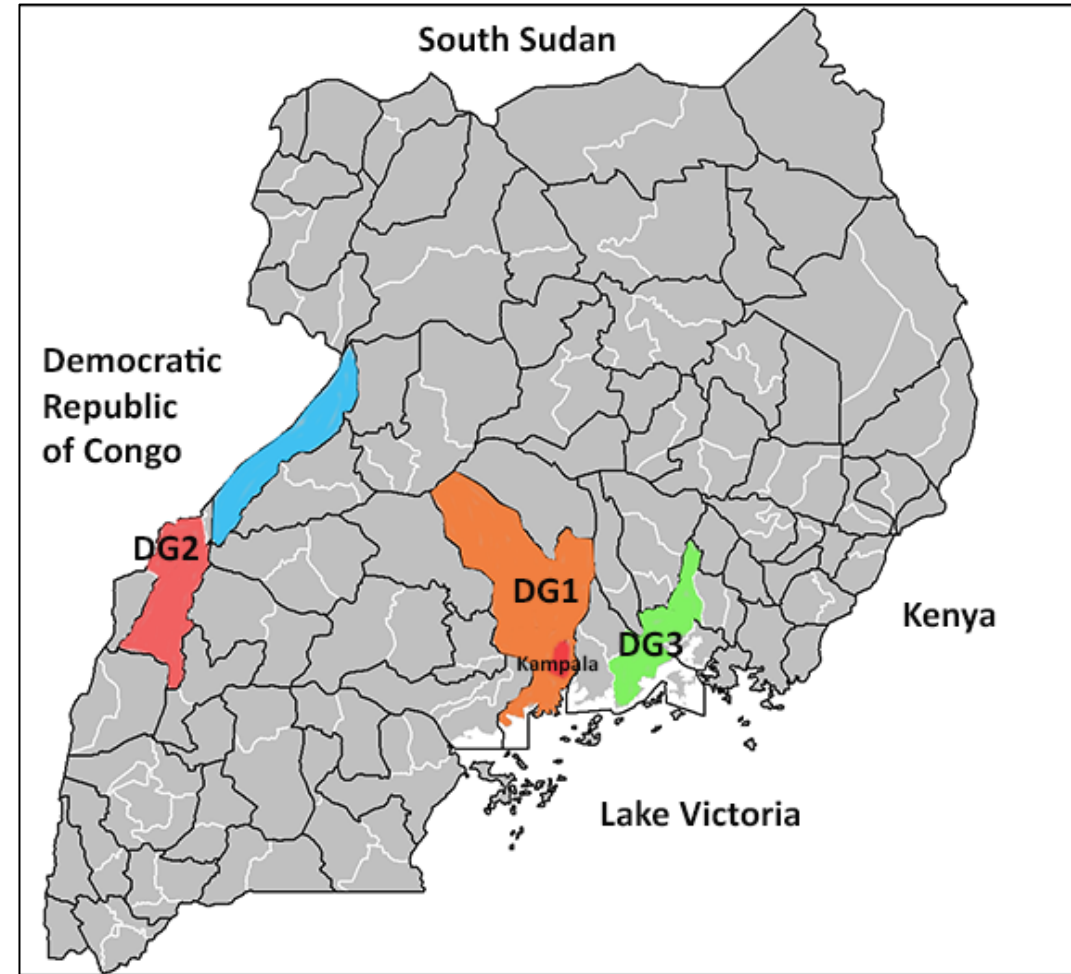 South Sudan
Democratic
Republic
of Congo
DG2
DG1
Kenya
DG3
Kampala
Lake Victoria